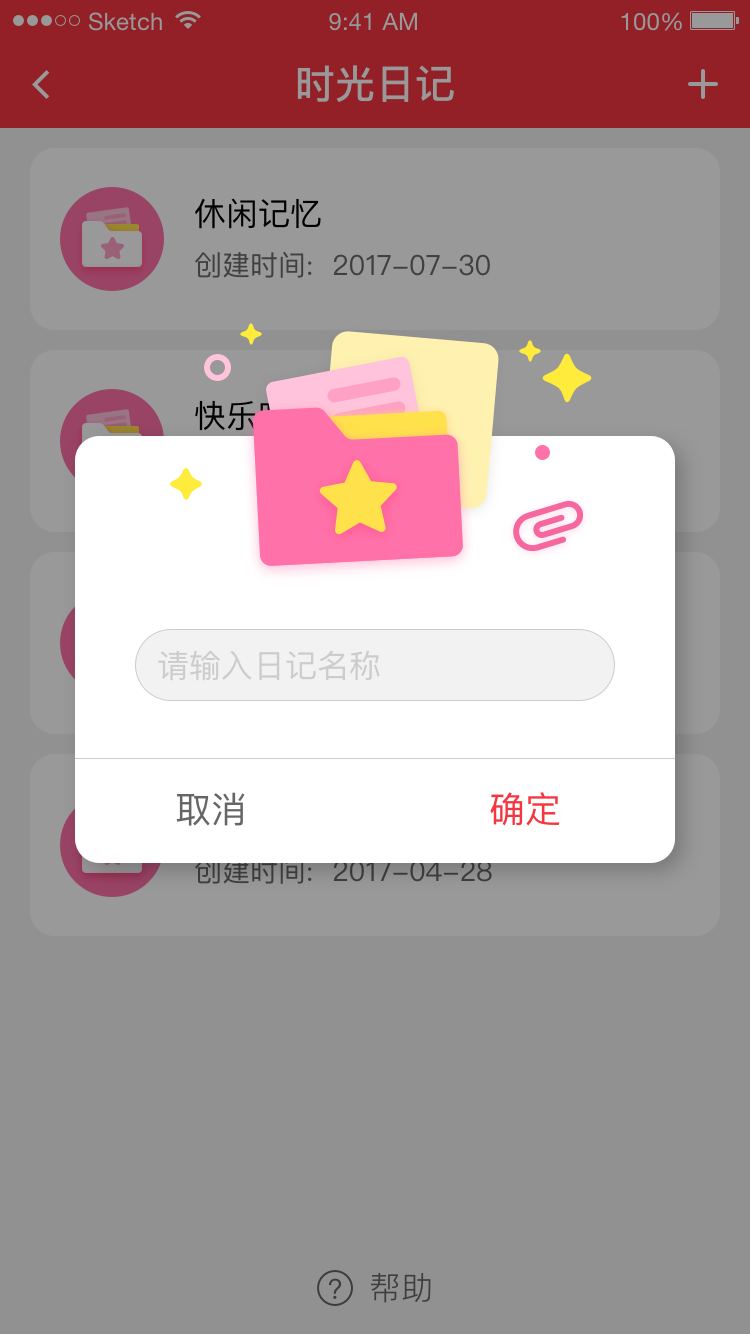 Sketch 9:41 AM 100%
时光日记
休闲记忆
创建时间: 2017-07-30
快乐
请输入日记名称
取消 确定
创建时间: 2017-04-28
? 帮助